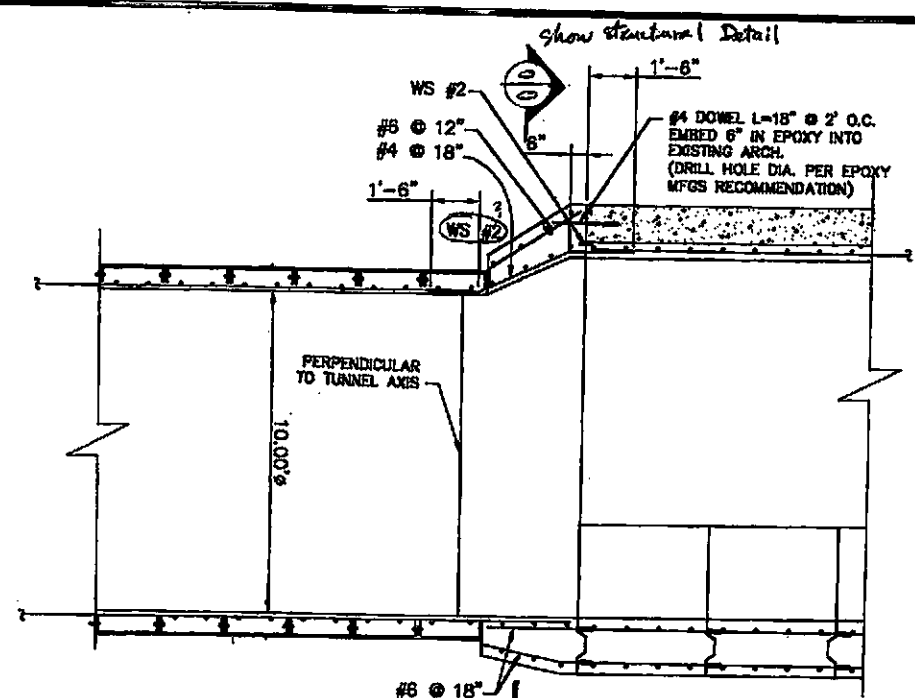 show structural Detail
1'-6"
WS #2
#6 @ 12"
#4 @ 18"
6"
#4 DOWEL L=18" @ 2' O.C.
EMBED 6" IN EPOXY INTO
EXISTING ARCH.
(DRILL HOLE DIA. PER EPOXY
MFGS RECOMMENDATION)
1'-6"
2
WS #2
PERPENDICULAR
TO TUNNEL AXIS
10.00'ø
#6 @ 18"